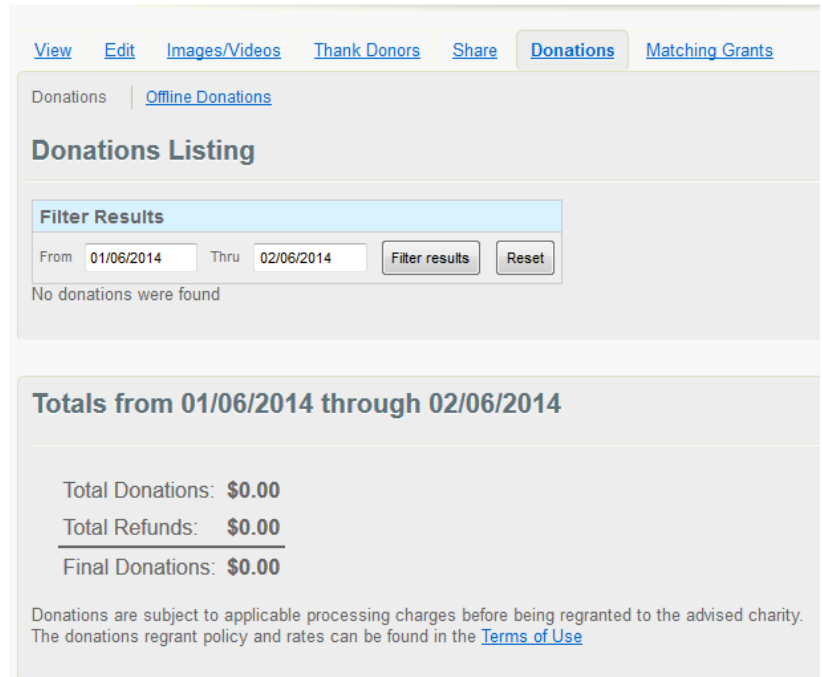 View Edit Images/Videos Thank Donors Share Donations Matching Grants
Donations Offline Donations
Donations Listing
Filter Results
From 01/06/2014 Thru 02/06/2014 Filter results Reset
No donations were found
Totals from 01/06/2014 through 02/06/2014
Total Donations: $0.00
Total Refunds: $0.00
Final Donations: $0.00
Donations are subject to applicable processing charges before being regranted to the advised charity.
The donations regrant policy and rates can be found in the Terms of Use